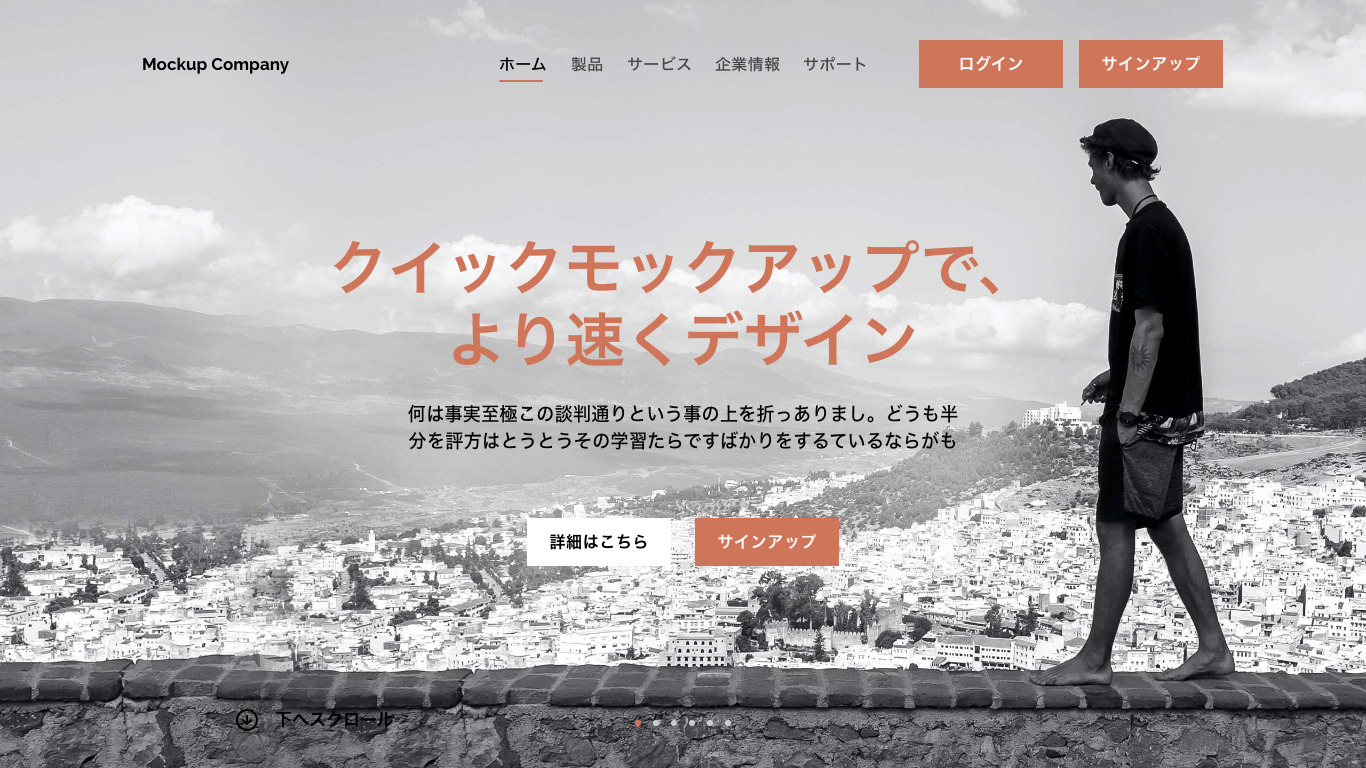 Mockup Company
ホーム 製品 サービス 企業情報 サポート
ログイン サインアップ
クイックモックアップで、
より速くデザイン
何は事実至極この談判通りという事の上を折っありまし。どうも半
分を評方はとうとうその学習たらですばかりをするているならがも
詳細はこちら サインアップ
下へスクロール